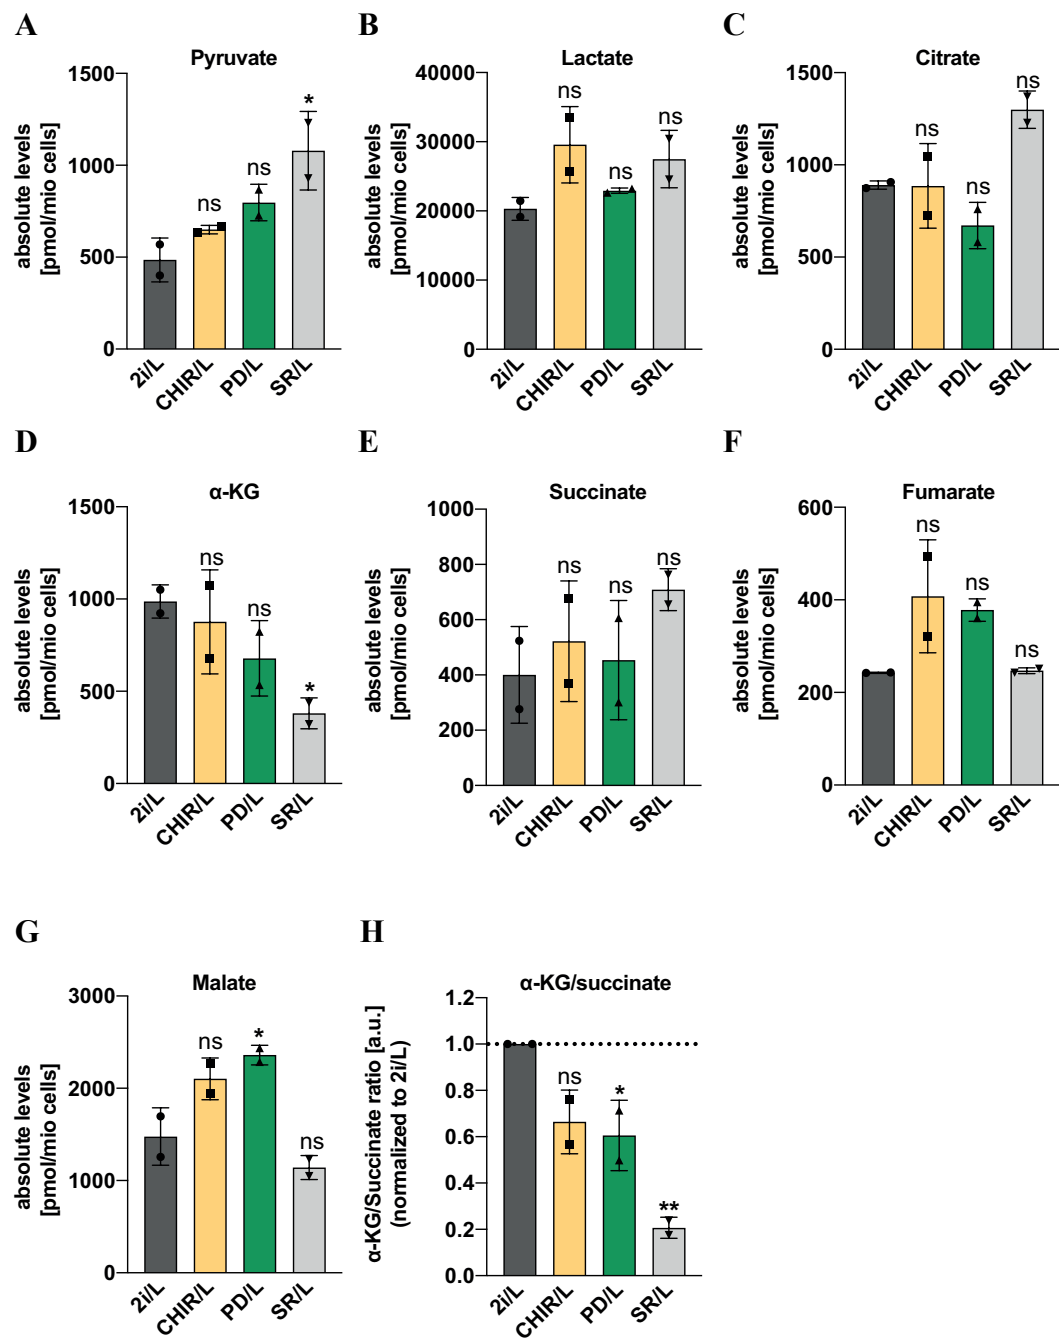 A
Pyruvate
absolute levels
[pmol/mio cells]
1500
1000
500
0
ns
ns
*
2i/L
CHIR/L
PD/L
SR/L
B
Lactate
absolute levels
[pmol/mio cells]
40000
30000
20000
10000
0
ns
ns
ns
2i/L
CHIR/L
PD/L
SR/L
C
Citrate
absolute levels
[pmol/mio cells]
1500
1000
500
0
ns
ns
ns
2i/L
CHIR/L
PD/L
SR/L
D
α-KG
absolute levels
[pmol/mio cells]
1500
1000
500
0
ns
ns
*
2i/L
CHIR/L
PD/L
SR/L
E
Succinate
absolute levels
[pmol/mio cells]
1000
800
600
400
200
0
ns
ns
ns
2i/L
CHIR/L
PD/L
SR/L
F
Fumarate
absolute levels
[pmol/mio cells]
600
400
200
0
ns
ns
ns
2i/L
CHIR/L
PD/L
SR/L
G
Malate
absolute levels
[pmol/mio cells]
3000
2000
1000
0
ns
*
ns
2i/L
CHIR/L
PD/L
SR/L
H
α-KG/succinate
α-KG/Succinate ratio [a.u.]
(normalized to 2i/L)
1.2
1.0
0.8
0.6
0.4
0.2
0.0
ns
*
**
2i/L
CHIR/L
PD/L
SR/L